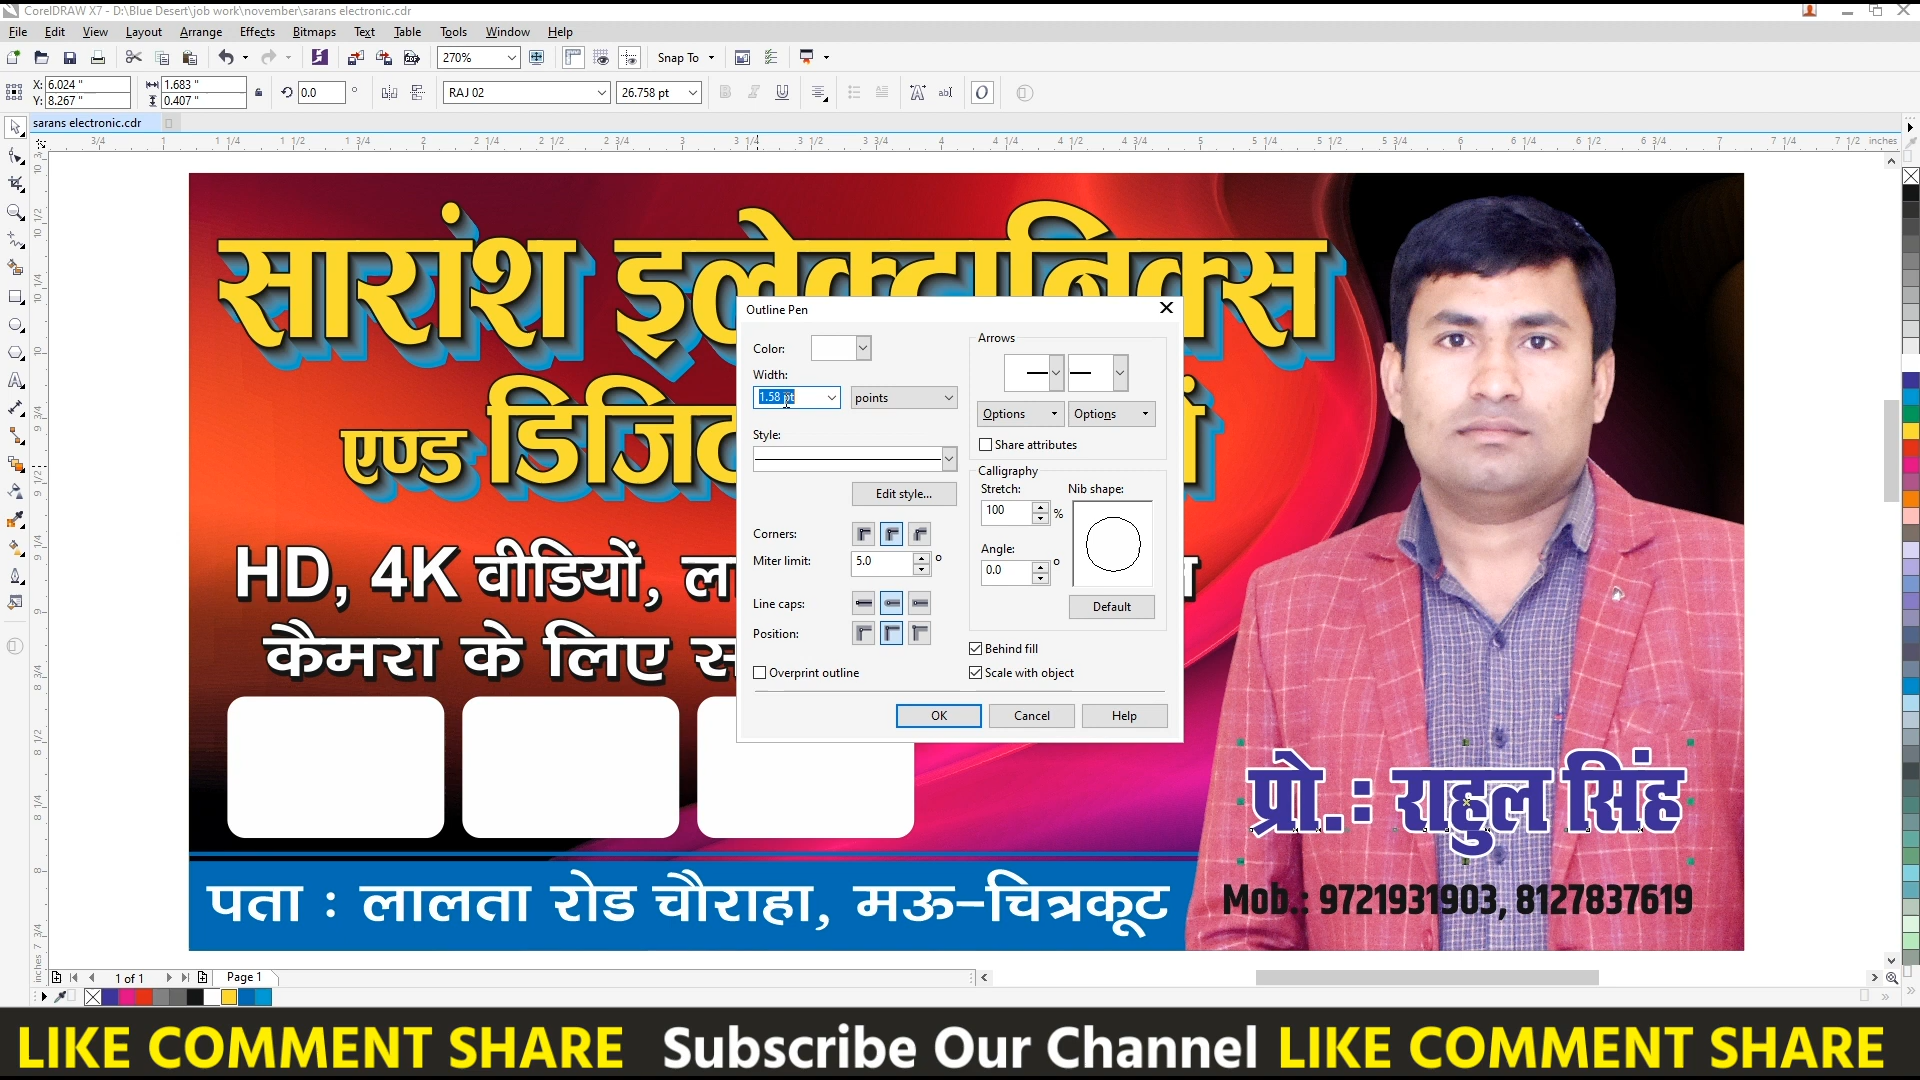 CorelDRAW X7 - D:\Blue Desert\job work\november\sarans electronic.cdr
File Edit View Layout Arrange Effects Bitmaps Text Table Tools Window Help
270% Snap To
X: 6.024 " 1.683 " 0.0 ° RAJ 02 26.758 pt
Y: 8.267 " 0.407 "
sarans electronic.cdr
सारांश इलेक्ट्रानिक्स
एण्ड
HD, 4K वीडियों,
कैमरा के लिए
पता : लालता रोड चौराहा, मऊ-चित्रकूट
प्रो.: राहुल सिंह
Mob.: 9721931903, 8127837619
Outline Pen
Color:
Width:
1.58 pt points
Style:
Edit style...
Corners:
Miter limit: 5.0 °
Line caps:
Position:
Overprint outline
Arrows
Options Options
Share attributes
Calligraphy
Stretch: Nib shape:
100 %
Angle:
0.0 °
Default
Behind fill
Scale with object
OK Cancel Help
1 of 1 Page 1
LIKE COMMENT SHARE Subscribe Our Channel LIKE COMMENT SHARE